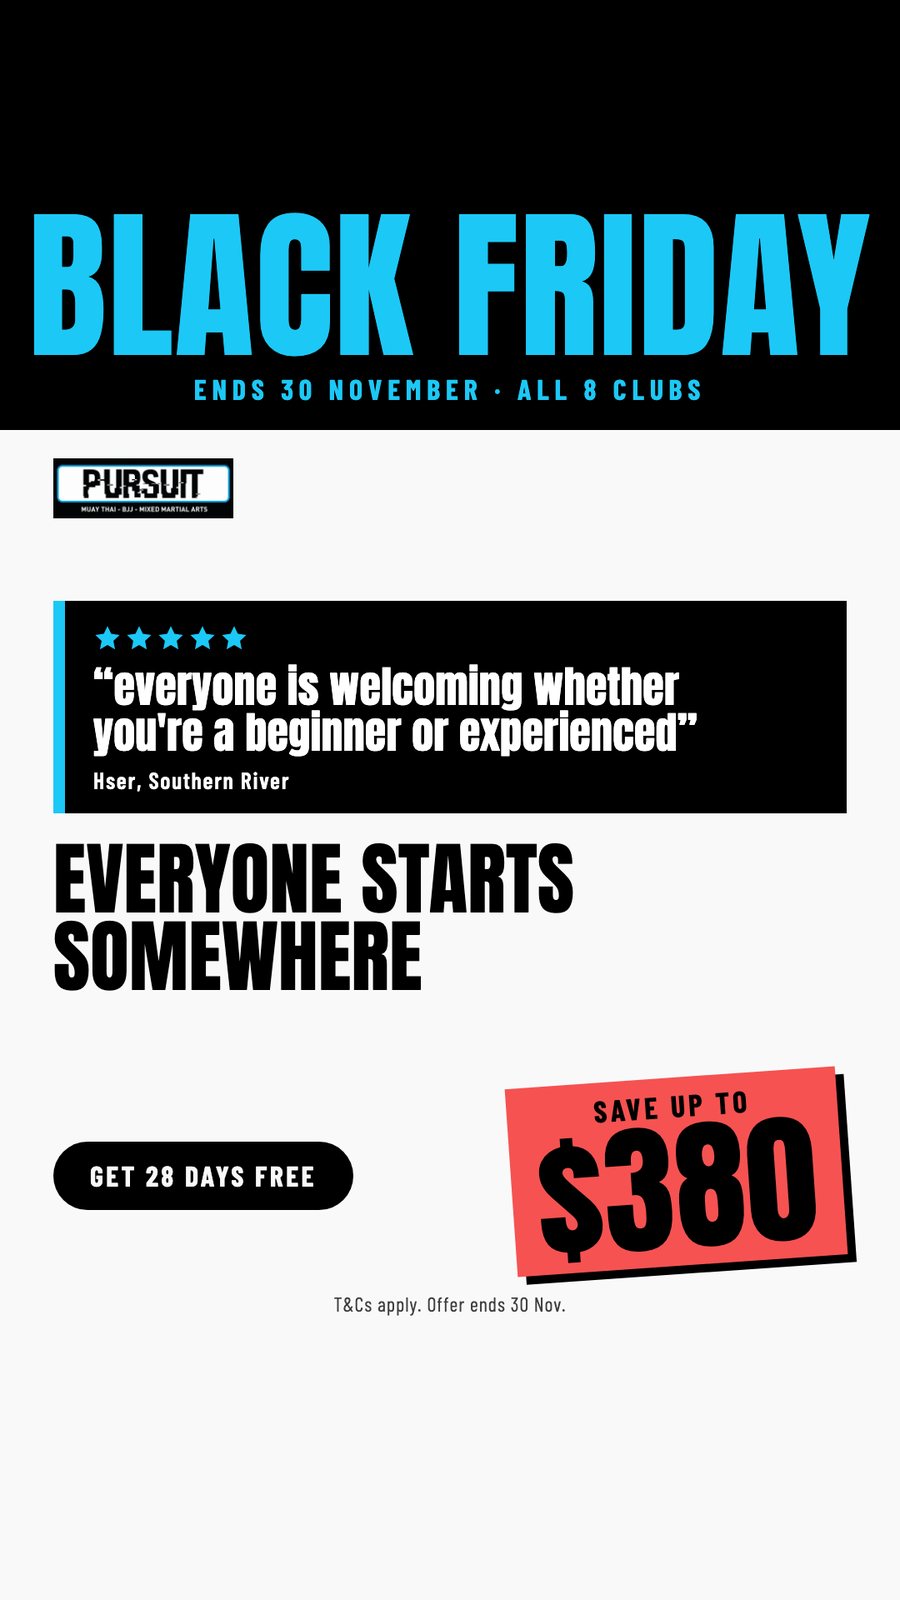 BLACK FRIDAY
ENDS 30 NOVEMBER · ALL 8 CLUBS
PURSUIT
MUAY THAI - BJJ - MIXED MARTIAL ARTS
“everyone is welcoming whether
you're a beginner or experienced”
Hser, Southern River
EVERYONE STARTS
SOMEWHERE
SAVE UP TO
$380
GET 28 DAYS FREE
T&Cs apply. Offer ends 30 Nov.